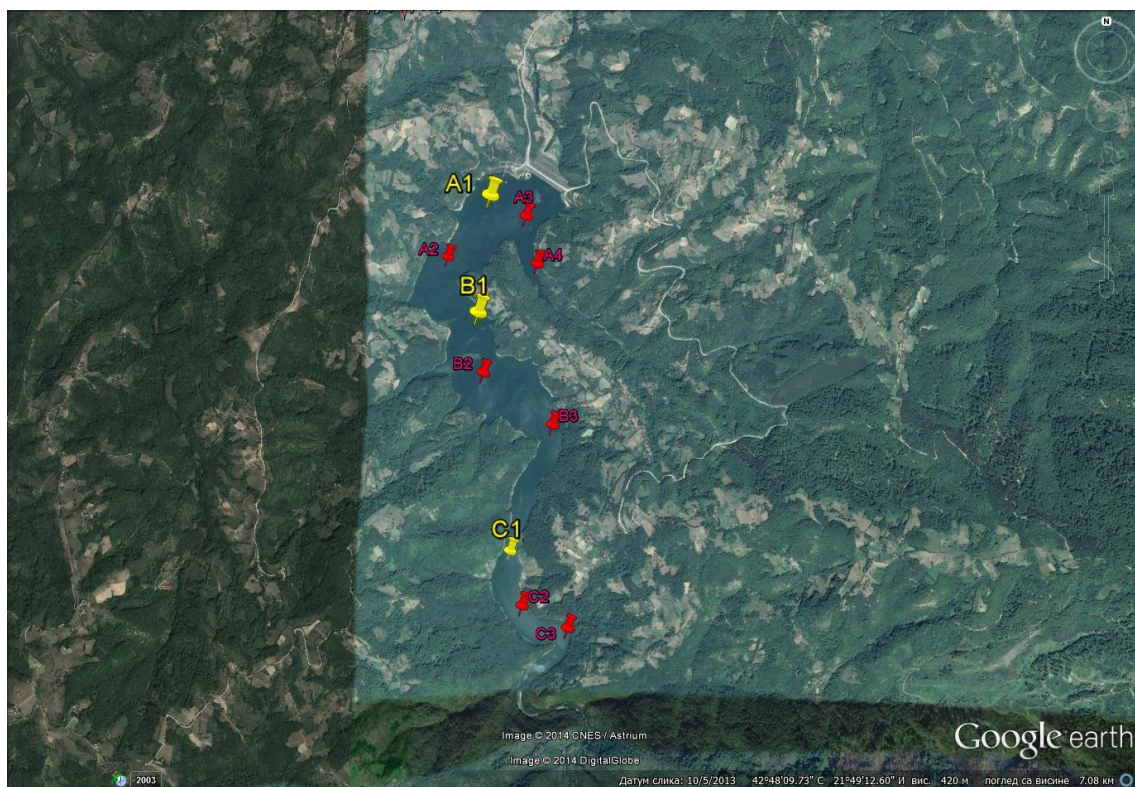 N
A1
A3
A2
A4
B1
B2
B3
C1
C2
C3
Google earth
Image © 2014 CNES / Astrium
Image © 2014 DigitalGlobe
2003
Датум слика: 10/5/2013 42°48'09.73" С 21°49'12.60" И вис. 420 м поглед са висине 7.08 км